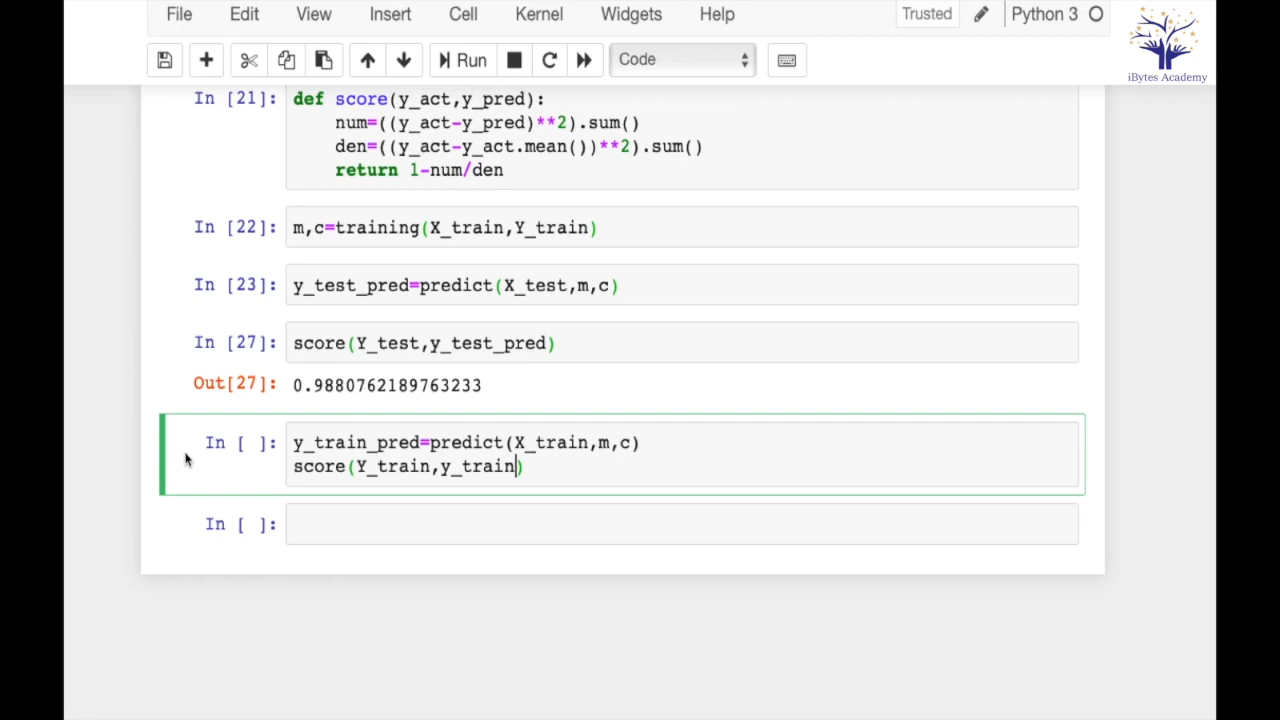 File Edit View Insert Cell Kernel Widgets Help Trusted Python 3
iBytes Academy
Run Code
In [21]: def score(y_act,y_pred):
num=((y_act-y_pred)**2).sum()
den=((y_act-y_act.mean())**2).sum()
return 1-num/den
In [22]: m,c=training(X_train,Y_train)
In [23]: y_test_pred=predict(X_test,m,c)
In [27]: score(Y_test,y_test_pred)
Out[27]: 0.9880762189763233
In [ ]: y_train_pred=predict(X_train,m,c)
score(Y_train,y_train)
In [ ]: